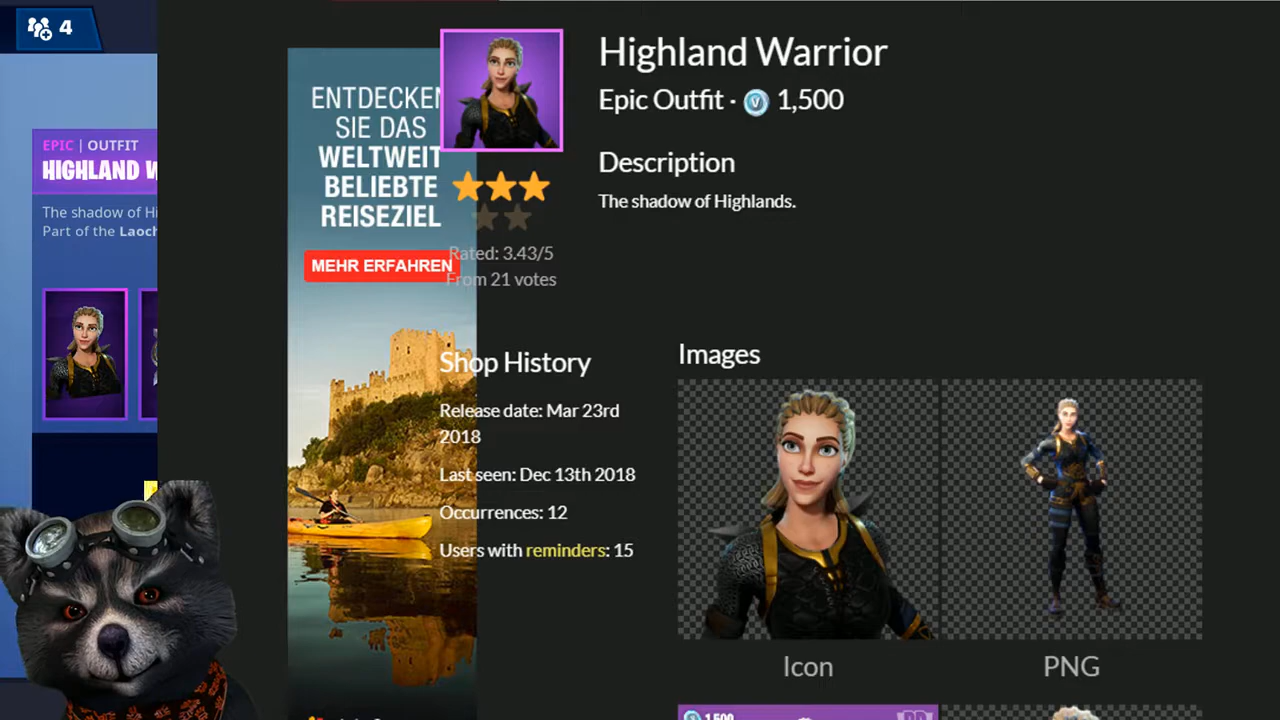 4
EPIC | OUTFIT
HIGHLAND W
The shadow of Hi
Part of the Laoch
ENTDECKEN
SIE DAS
WELTWEIT
BELIEBTE
REISEZIEL
MEHR ERFAHREN
Highland Warrior
Epic Outfit · V 1,500
Description
The shadow of Highlands.
Rated: 3.43/5
From 21 votes
Shop History
Release date: Mar 23rd
2018
Last seen: Dec 13th 2018
Occurrences: 12
Users with reminders: 15
Images
Icon
PNG
V 1,500